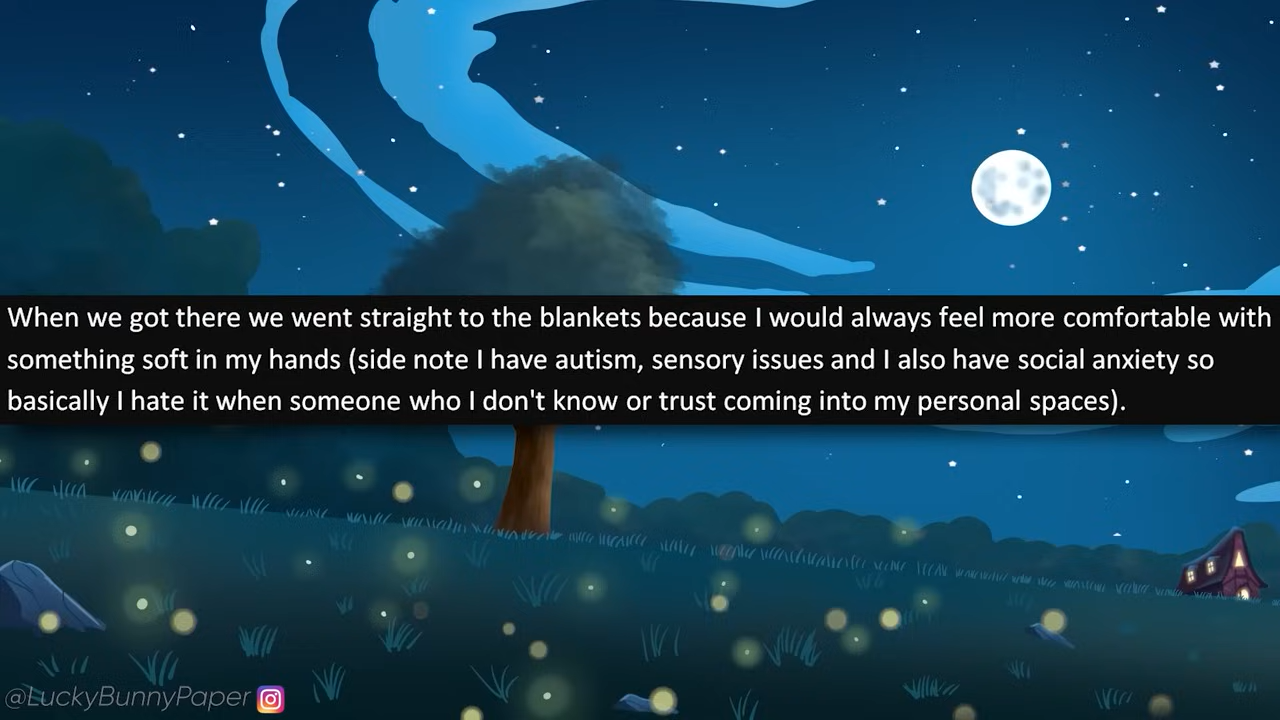 When we got there we went straight to the blankets because I would always feel more comfortable with
something soft in my hands (side note I have autism, sensory issues and I also have social anxiety so
basically I hate it when someone who I don't know or trust coming into my personal spaces).
@LuckyBunnyPaper